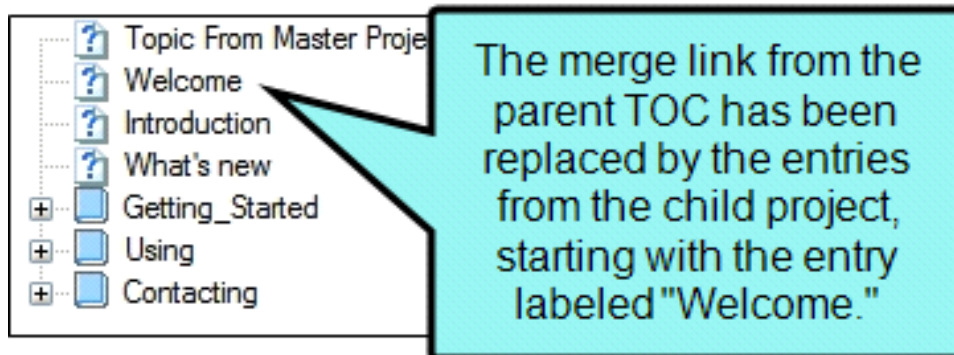 Topic From Master Proje
Welcome
Introduction
What's new
Getting_Started
Using
Contacting
The merge link from the
parent TOC has been
replaced by the entries
from the child project,
starting with the entry
labeled "Welcome."